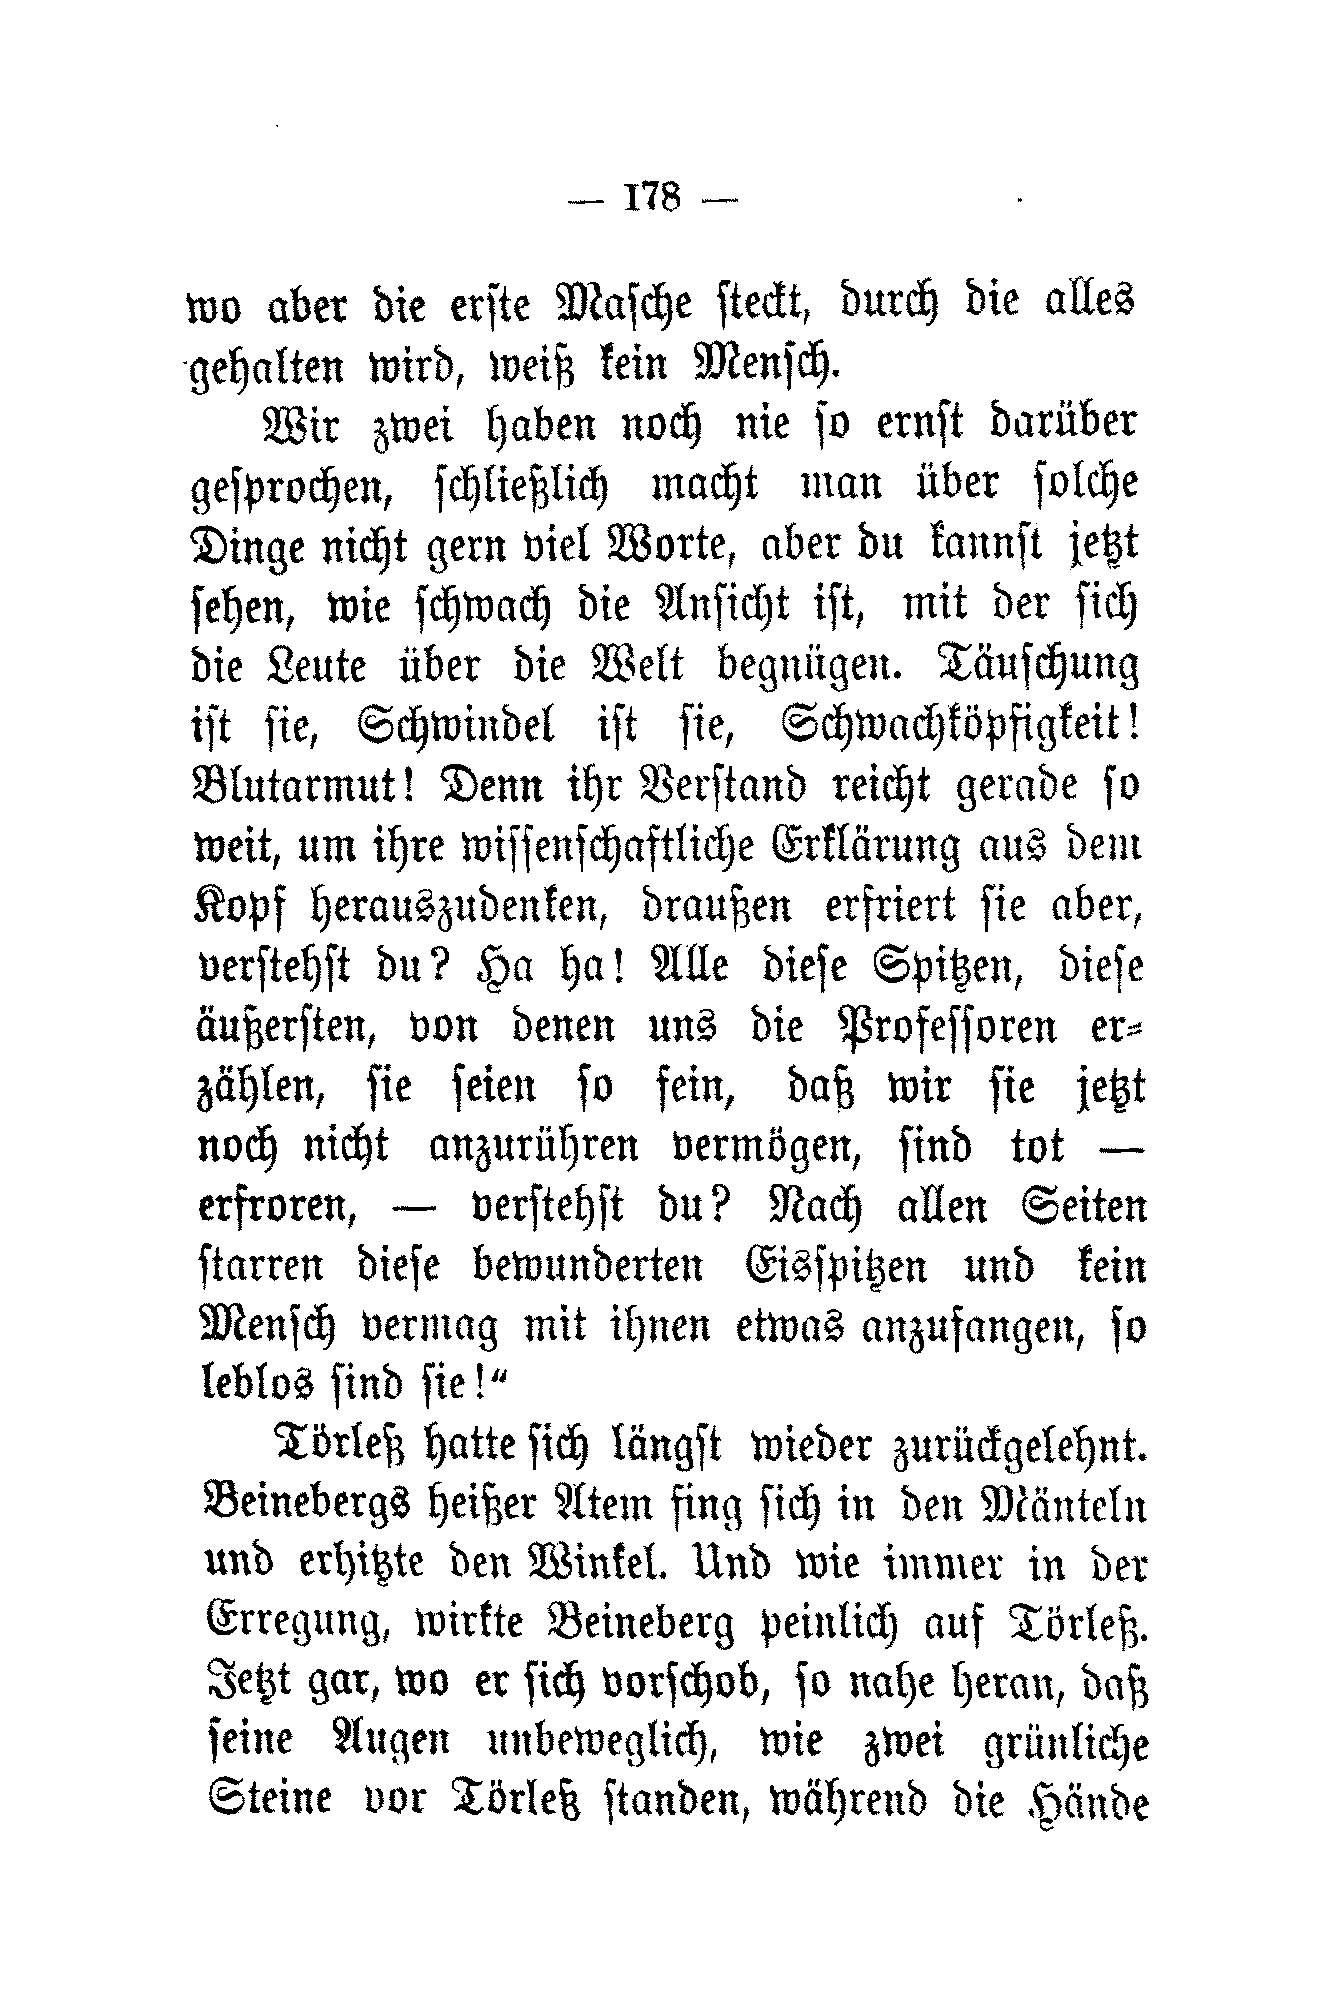 — 178 —
wo aber die erste Masche steckt, durch die alles
gehalten wird, weiß kein Mensch.
Wir zwei haben noch nie so ernst darüber
gesprochen, schließlich macht man über solche
Dinge nicht gern viel Worte, aber du kannst jetzt
sehen, wie schwach die Ansicht ist, mit der sich
die Leute über die Welt begnügen. Täuschung
ist sie, Schwindel ist sie, Schwachköpfigkeit!
Blutarmut! Denn ihr Verstand reicht gerade so
weit, um ihre wissenschaftliche Erklärung aus dem
Kopf herauszudenken, draußen erfriert sie aber,
verstehst du? Ha ha! Alle diese Spitzen, diese
äußersten, von denen uns die Professoren er-
zählen, sie seien so fein, daß wir sie jetzt
noch nicht anzurühren vermögen, sind tot —
erfroren, — verstehst du? Nach allen Seiten
starren diese bewunderten Eisspitzen und kein
Mensch vermag mit ihnen etwas anzufangen, so
leblos sind sie!“
Törleß hatte sich längst wieder zurückgelehnt.
Beinebergs heißer Atem fing sich in den Mänteln
und erhitzte den Winkel. Und wie immer in der
Erregung, wirkte Beineberg peinlich auf Törleß.
Jetzt gar, wo er sich vorschob, so nahe heran, daß
seine Augen unbeweglich, wie zwei grünliche
Steine vor Törleß standen, während die Hände